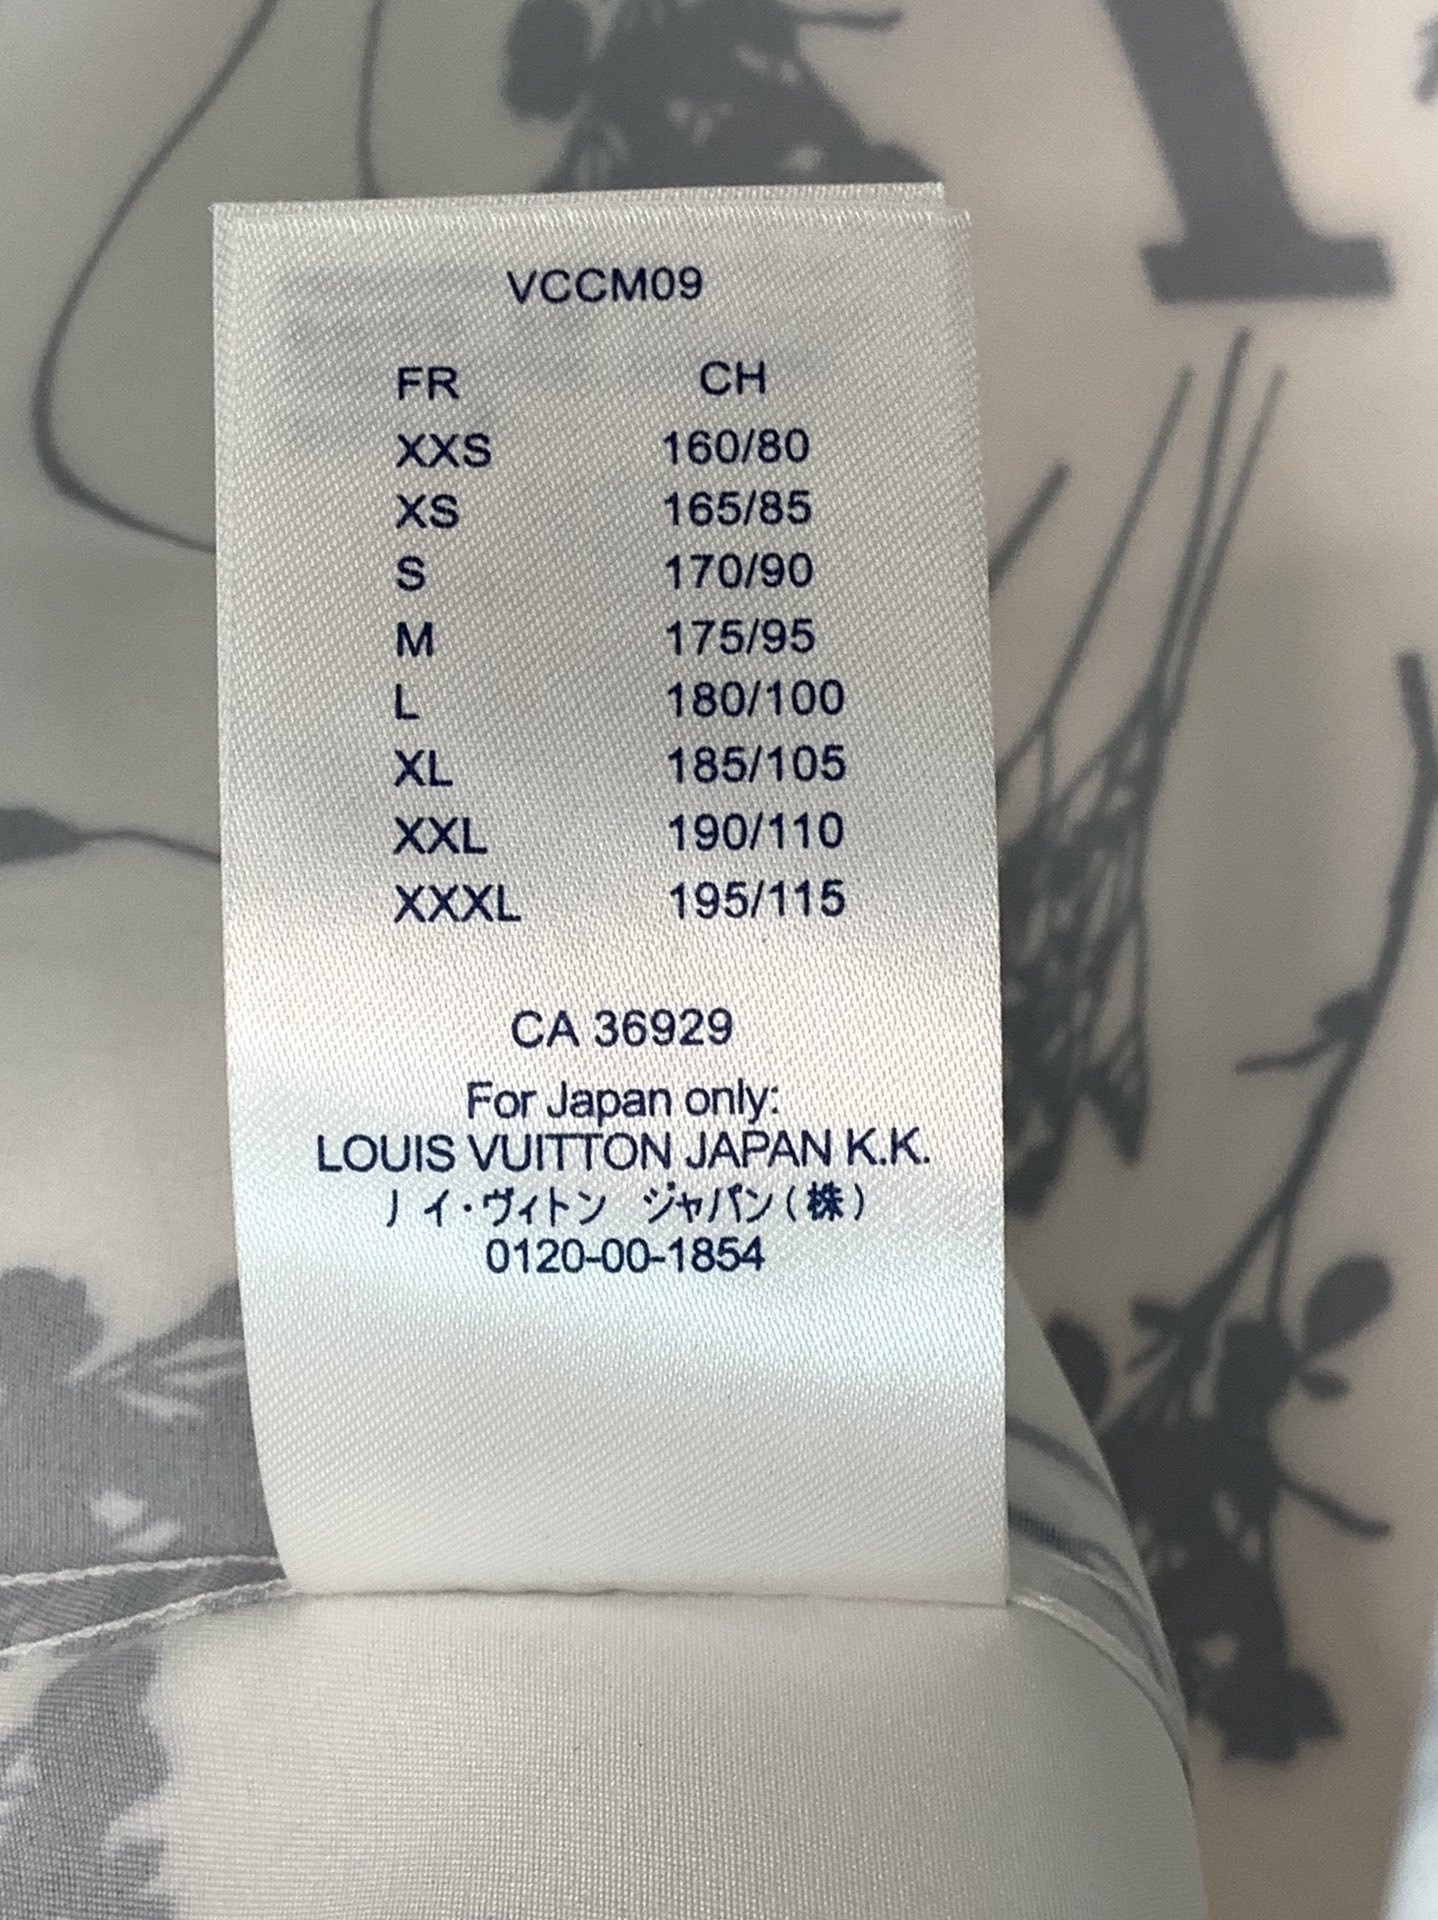 VCCM09
FR CH
XXS 160/80
XS 165/85
S 170/90
M 175/95
L 180/100
XL 185/105
XXL 190/110
XXXL 195/115
CA 36929
For Japan only:
LOUIS VUITTON JAPAN K.K.
ノイ・ヴィトン ジャパン(株)
0120-00-1854